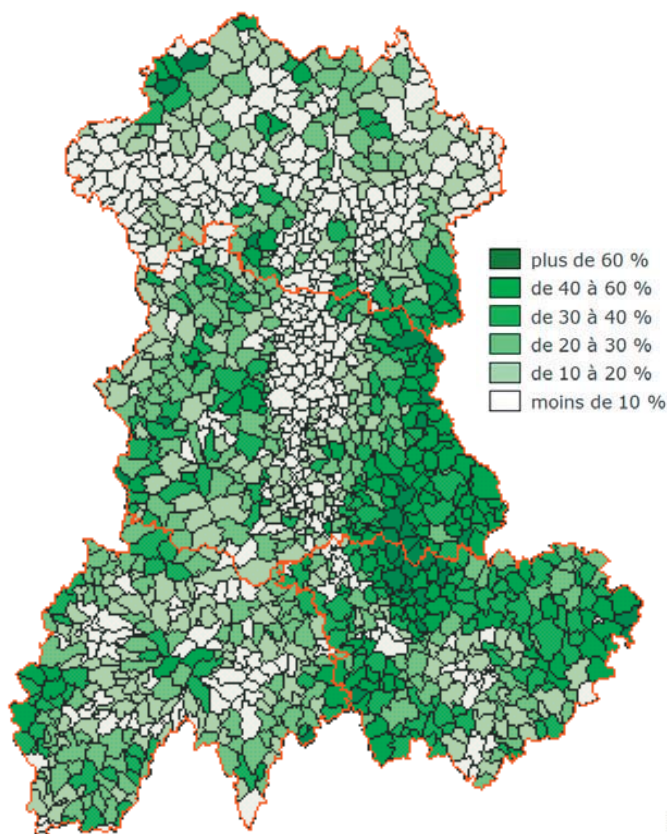 plus de 60 %
de 40 à 60 %
de 30 à 40 %
de 20 à 30 %
de 10 à 20 %
moins de 10 %